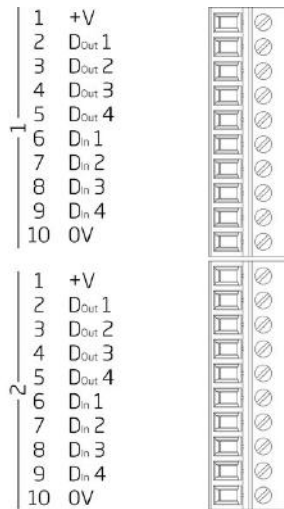 1
1 +V
2 DOut 1
3 DOut 2
4 DOut 3
5 DOut 4
6 DIn 1
7 DIn 2
8 DIn 3
9 DIn 4
10 0V
2
1 +V
2 DOut 1
3 DOut 2
4 DOut 3
5 DOut 4
6 DIn 1
7 DIn 2
8 DIn 3
9 DIn 4
10 0V